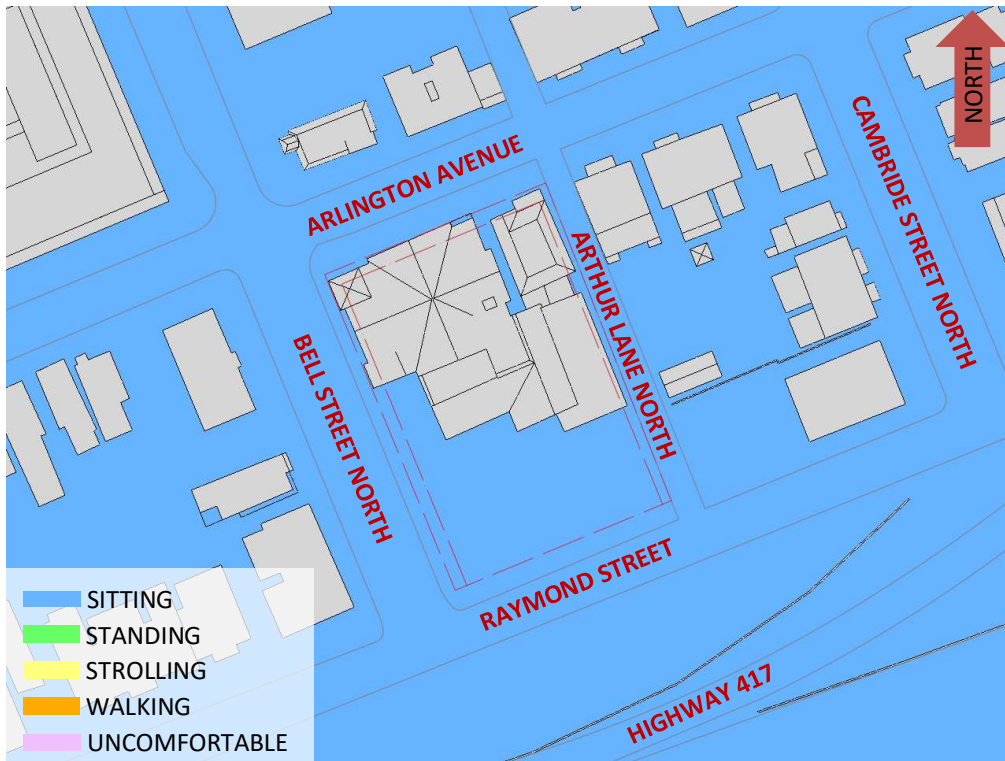 NORTH
ARLINGTON AVENUE
CAMBRIDE STREET NORTH
ARTHUR LANE NORTH
BELL STREET NORTH
RAYMOND STREET
HIGHWAY 417
SITTING
STANDING
STROLLING
WALKING
UNCOMFORTABLE